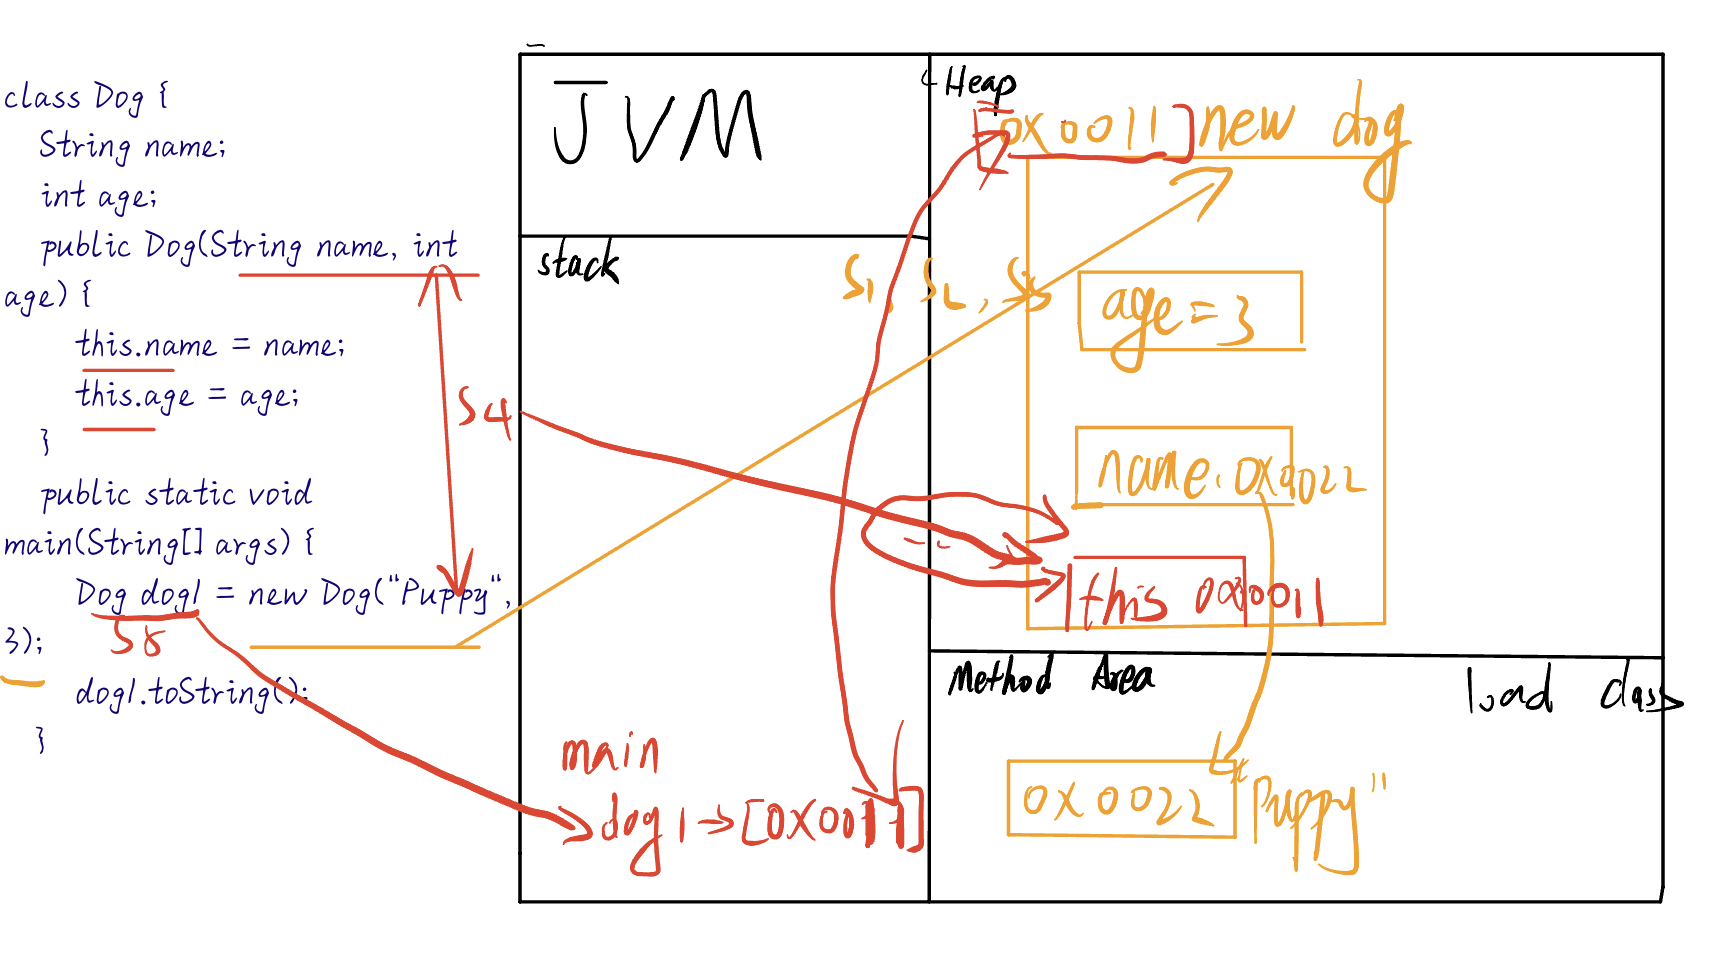 class Dog {
String name;
int age;
public Dog(String name, int
age) {
this.name = name;
this.age = age;
}
public static void
main(String[] args) {
Dog dog1 = new Dog("Puppy",
3);
dog1.toString();
}
S4
S8
JVM
stack
main
dog1 → [0x0011]
Heap
[0x0011] new dog
S1, S2, S3
age = 3
name. 0x0022
this 0x0011
Method Area
load class
0x0022 "Puppy"